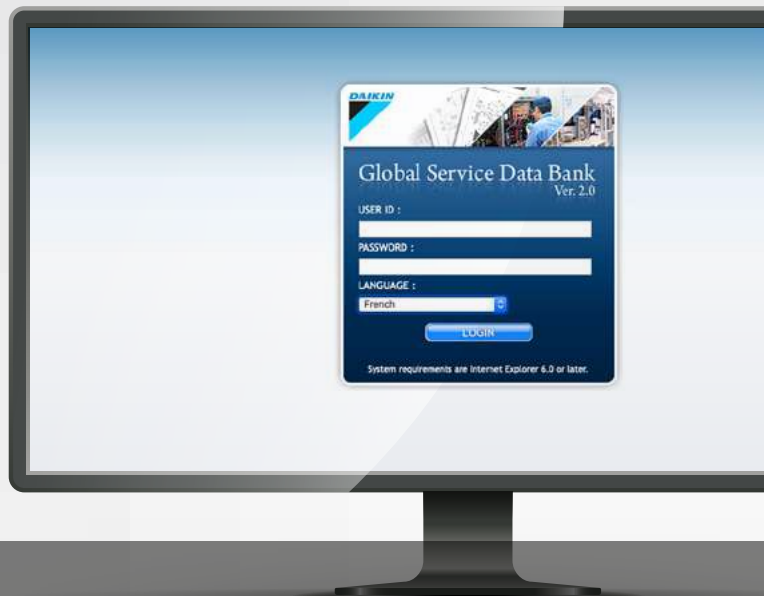 DAIKIN
Global Service Data Bank
Ver. 2.0
USER ID :
PASSWORD :
LANGUAGE :
French
LOGIN
System requirements are Internet Explorer 6.0 or later.